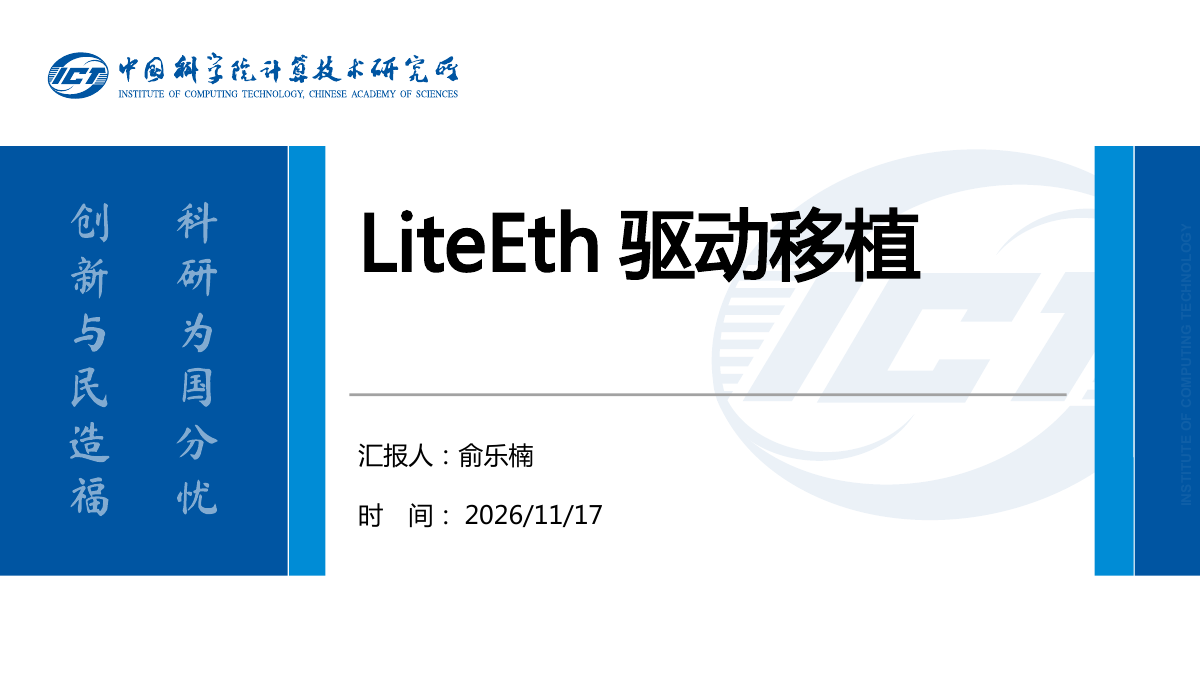 中国科学院计算技术研究所
INSTITUTE OF COMPUTING TECHNOLOGY, CHINESE ACADEMY OF SCIENCES
科研为国分忧
创新与民造福
LiteEth 驱动移植
汇报人：俞乐楠
时　间： 2026/11/17
ICT
INSTITUTE OF COMPUTING TECHNOLOGY